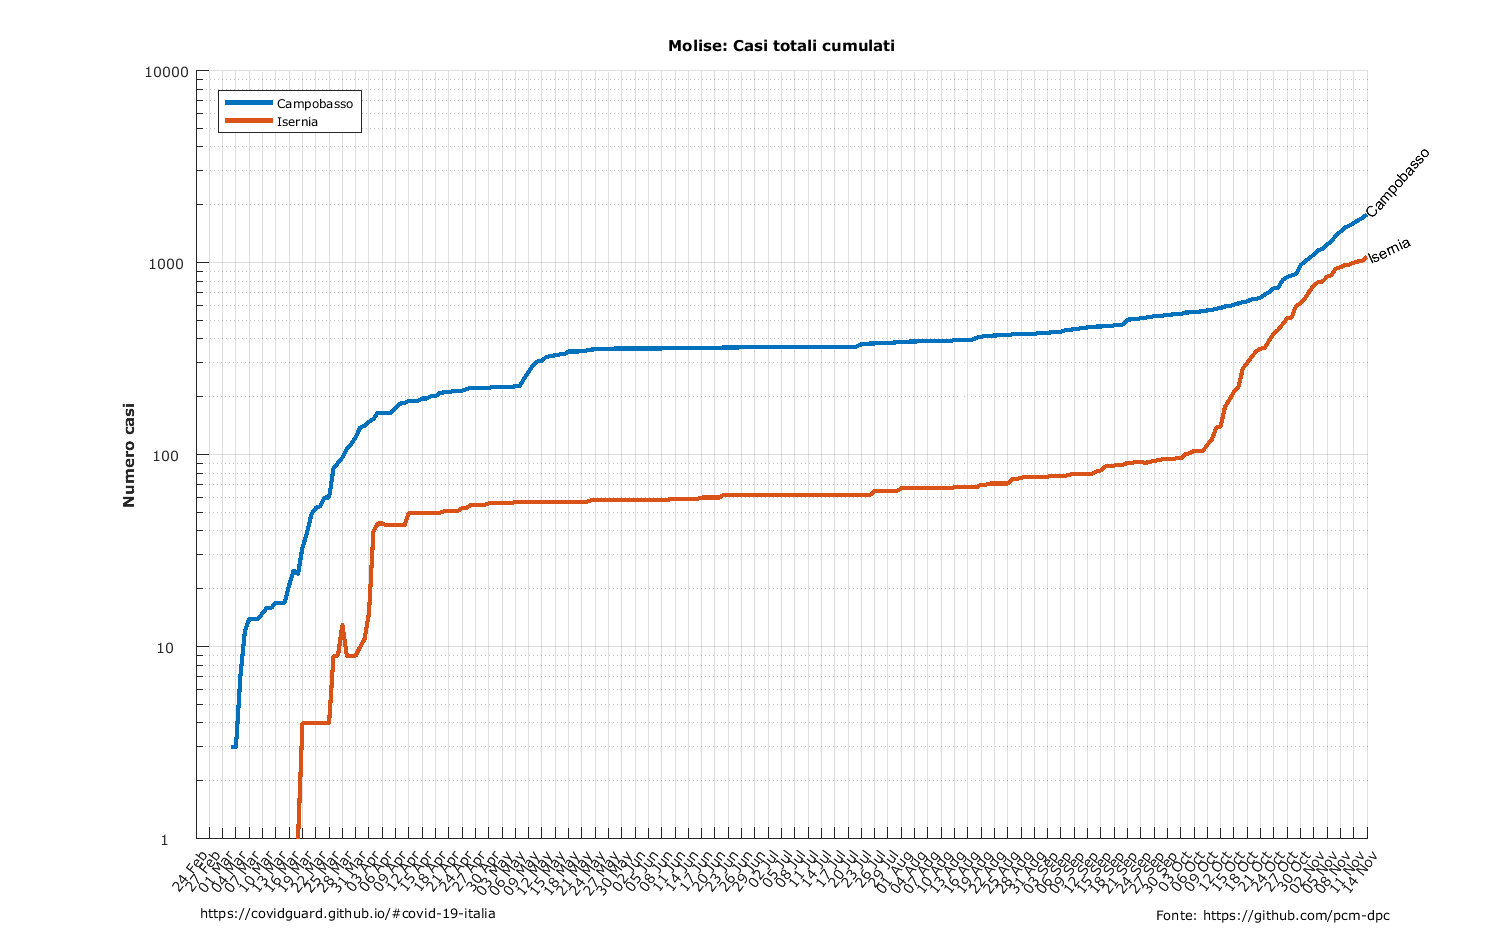 Molise: Casi totali cumulati
10000
1000
100
10
1
Numero casi
Campobasso
Isernia
Campobasso
Isernia
24 Feb
27 Feb
01 Mar
04 Mar
07 Mar
10 Mar
13 Mar
16 Mar
19 Mar
22 Mar
25 Mar
28 Mar
31 Mar
03 Apr
06 Apr
09 Apr
12 Apr
15 Apr
18 Apr
21 Apr
24 Apr
27 Apr
30 Apr
03 May
06 May
09 May
12 May
15 May
18 May
21 May
24 May
27 May
30 May
02 Jun
05 Jun
08 Jun
11 Jun
14 Jun
17 Jun
20 Jun
23 Jun
26 Jun
29 Jun
02 Jul
05 Jul
08 Jul
11 Jul
14 Jul
17 Jul
20 Jul
23 Jul
26 Jul
29 Jul
01 Aug
04 Aug
07 Aug
10 Aug
13 Aug
16 Aug
19 Aug
22 Aug
25 Aug
28 Aug
31 Aug
03 Sep
06 Sep
09 Sep
12 Sep
15 Sep
18 Sep
21 Sep
24 Sep
27 Sep
30 Sep
03 Oct
06 Oct
09 Oct
12 Oct
15 Oct
18 Oct
21 Oct
24 Oct
27 Oct
30 Oct
02 Nov
05 Nov
08 Nov
11 Nov
14 Nov
https://covidguard.github.io/#covid-19-italia
Fonte: https://github.com/pcm-dpc